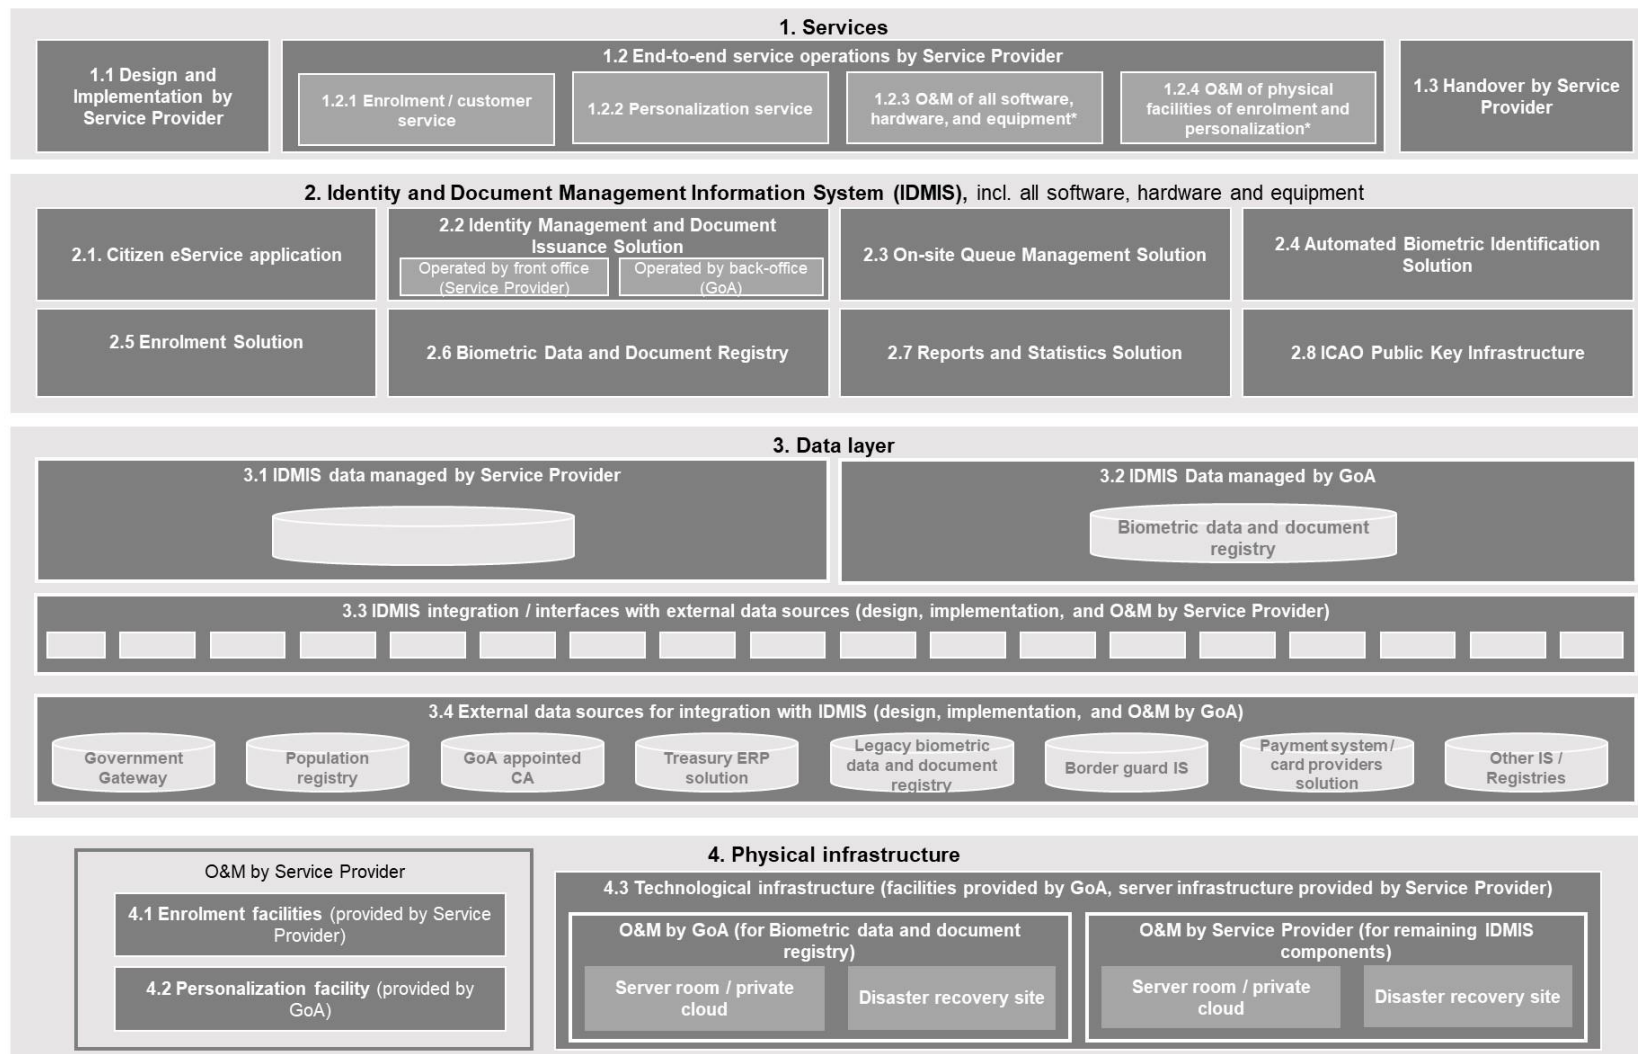 1. Services
1.1 Design and
Implementation by
Service Provider
1.2 End-to-end service operations by Service Provider
1.2.1 Enrolment / customer
service
1.2.2 Personalization service
1.2.3 O&M of all software,
hardware, and equipment*
1.2.4 O&M of physical
facilities of enrolment and
personalization*
1.3 Handover by Service
Provider
2. Identity and Document Management Information System (IDMIS), incl. all software, hardware and equipment
2.1. Citizen eService application
2.2 Identity Management and Document
Issuance Solution
Operated by front office
(Service Provider)
Operated by back-office
(GoA)
2.3 On-site Queue Management Solution
2.4 Automated Biometric Identification
Solution
2.5 Enrolment Solution
2.6 Biometric Data and Document Registry
2.7 Reports and Statistics Solution
2.8 ICAO Public Key Infrastructure
3. Data layer
3.1 IDMIS data managed by Service Provider
3.2 IDMIS Data managed by GoA
Biometric data and document
registry
3.3 IDMIS integration / interfaces with external data sources (design, implementation, and O&M by Service Provider)
3.4 External data sources for integration with IDMIS (design, implementation, and O&M by GoA)
Government
Gateway
Population
registry
GoA appointed
CA
Treasury ERP
solution
Legacy biometric
data and document
registry
Border guard IS
Payment system /
card providers
solution
Other IS /
Registries
4. Physical infrastructure
O&M by Service Provider
4.1 Enrolment facilities (provided by Service
Provider)
4.2 Personalization facility (provided by
GoA)
4.3 Technological infrastructure (facilities provided by GoA, server infrastructure provided by Service Provider)
O&M by GoA (for Biometric data and document
registry)
Server room / private
cloud
Disaster recovery site
O&M by Service Provider (for remaining IDMIS
components)
Server room / private
cloud
Disaster recovery site